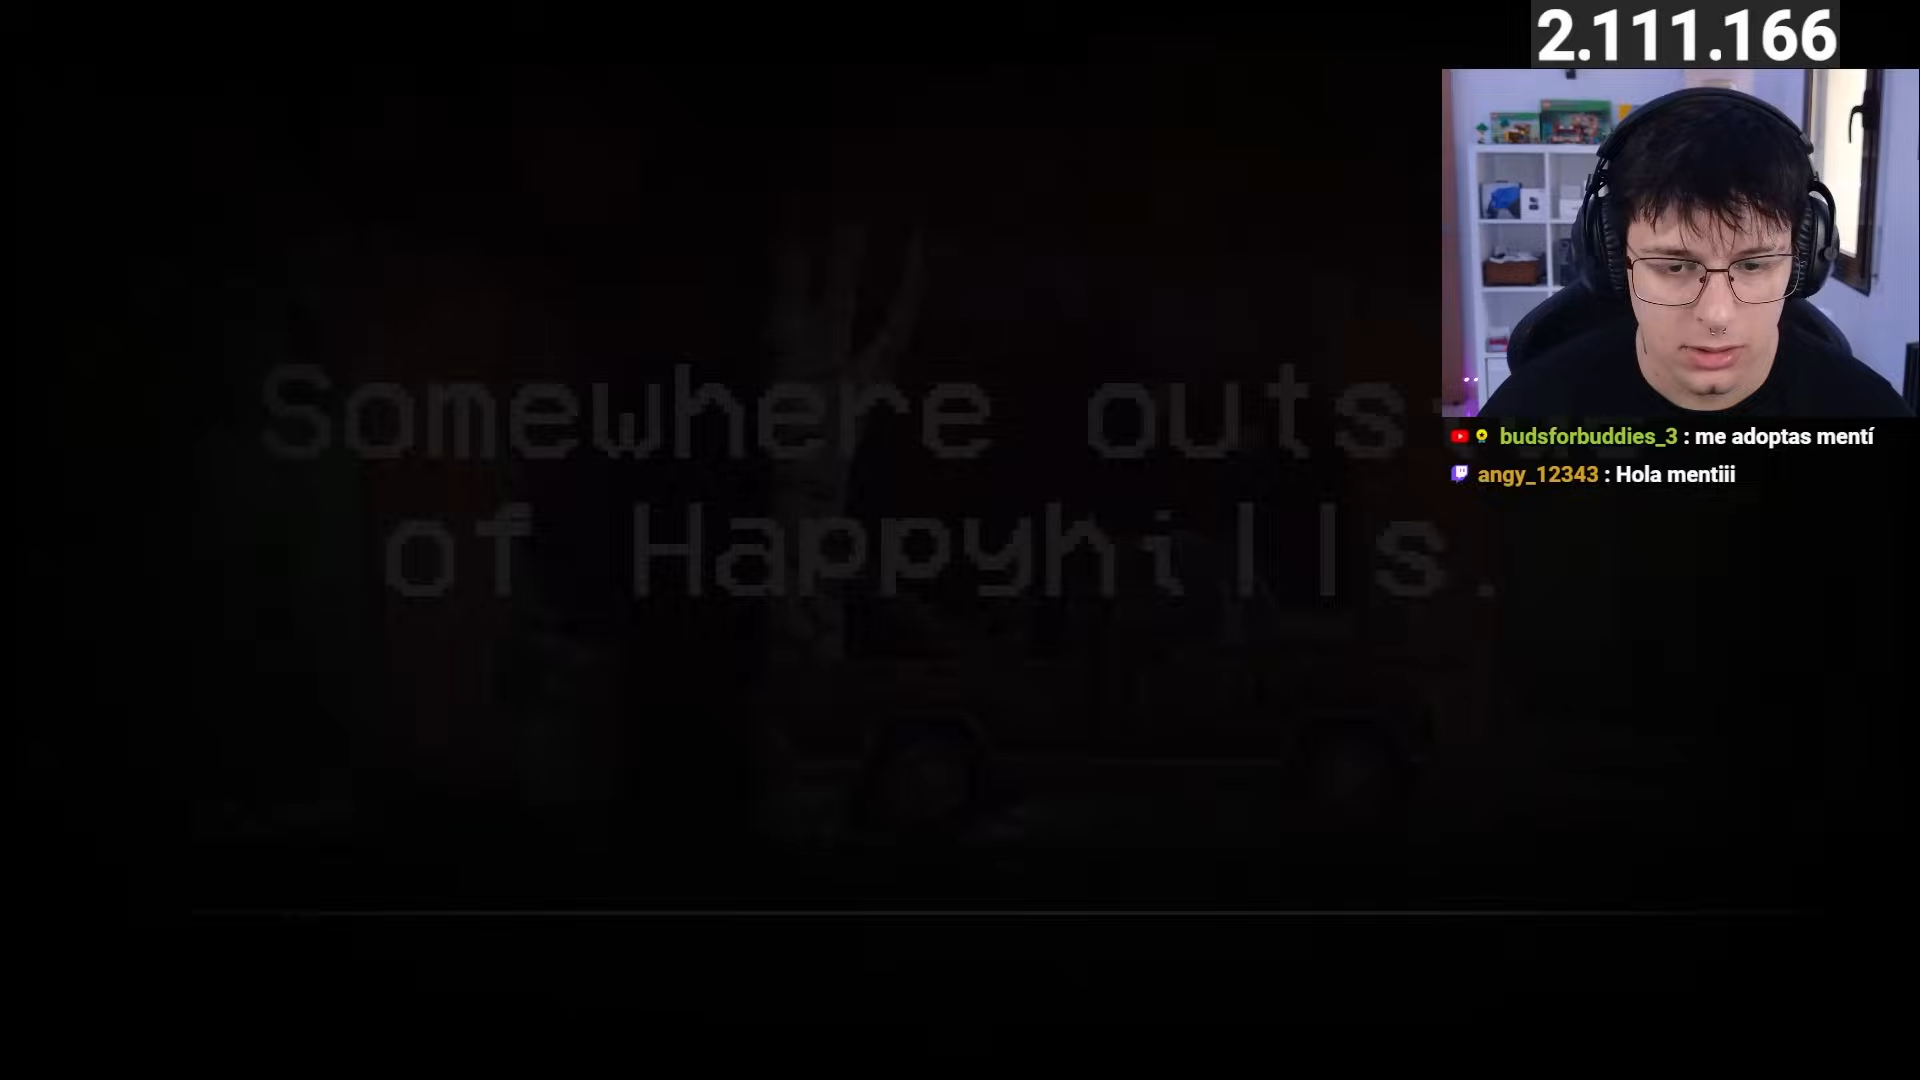 2.111.166
Somewhere outs
of Happyhills.
budsforbuddies_3 : me adoptas mentí
angy_12343 : Hola mentiii